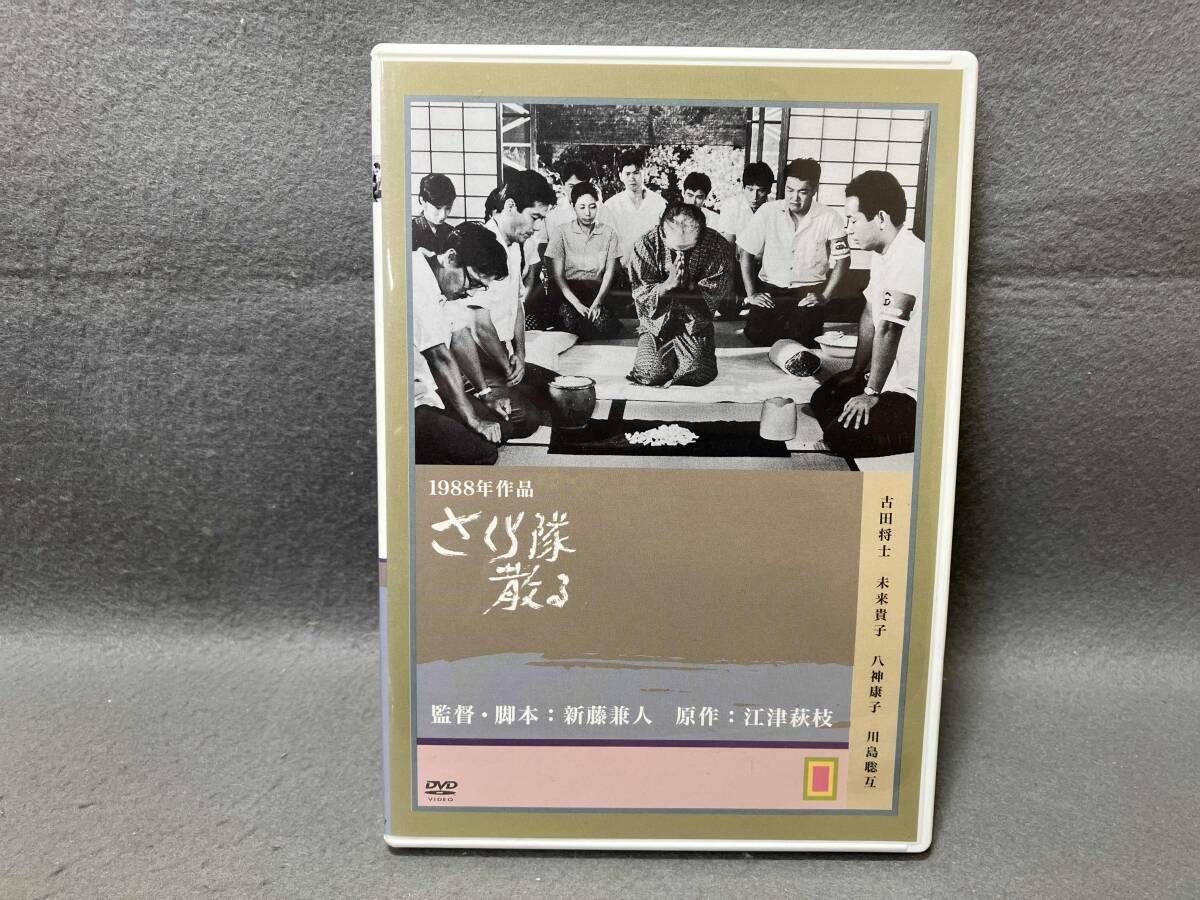 1988年作品
さくら隊
散る
監督・脚本：新藤兼人　原作：江津萩枝
古田将士　未来貴子　八神康子　川島聡互
DVD
VIDEO